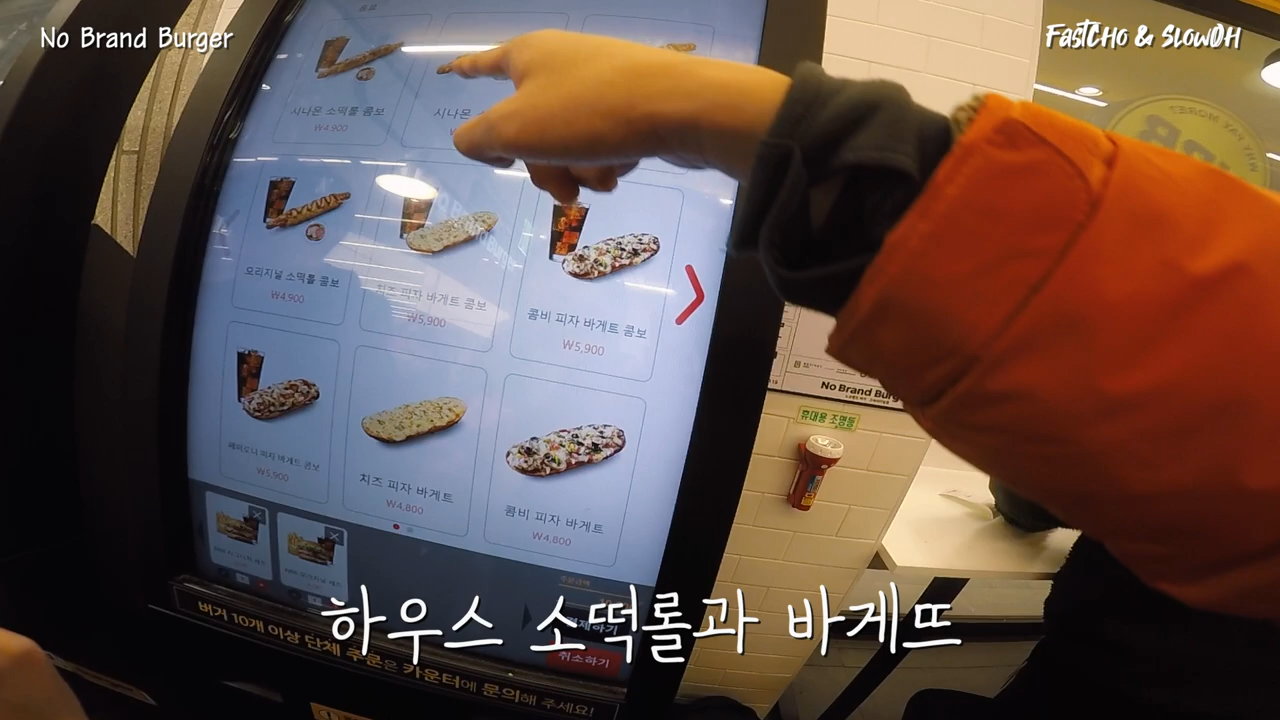 No Brand Burger
FastCHO & SlowOH
시나몬 소떡롤 콤보
₩4,900
시나몬
오리지널 소떡롤 콤보
₩4,900
치즈 피자 바게트 콤보
₩5,900
콤비 피자 바게트 콤보
₩5,900
페퍼로니 피자 바게트 콤보
₩5,900
치즈 피자 바게트
₩4,800
콤비 피자 바게트
₩4,800
No Brand Burg
휴대용 조명등
WHY PAY MORE?
취소하기
하우스 소떡롤과 바게뜨
버거 10개 이상 단체 주문은 카운터에 문의해 주세요!